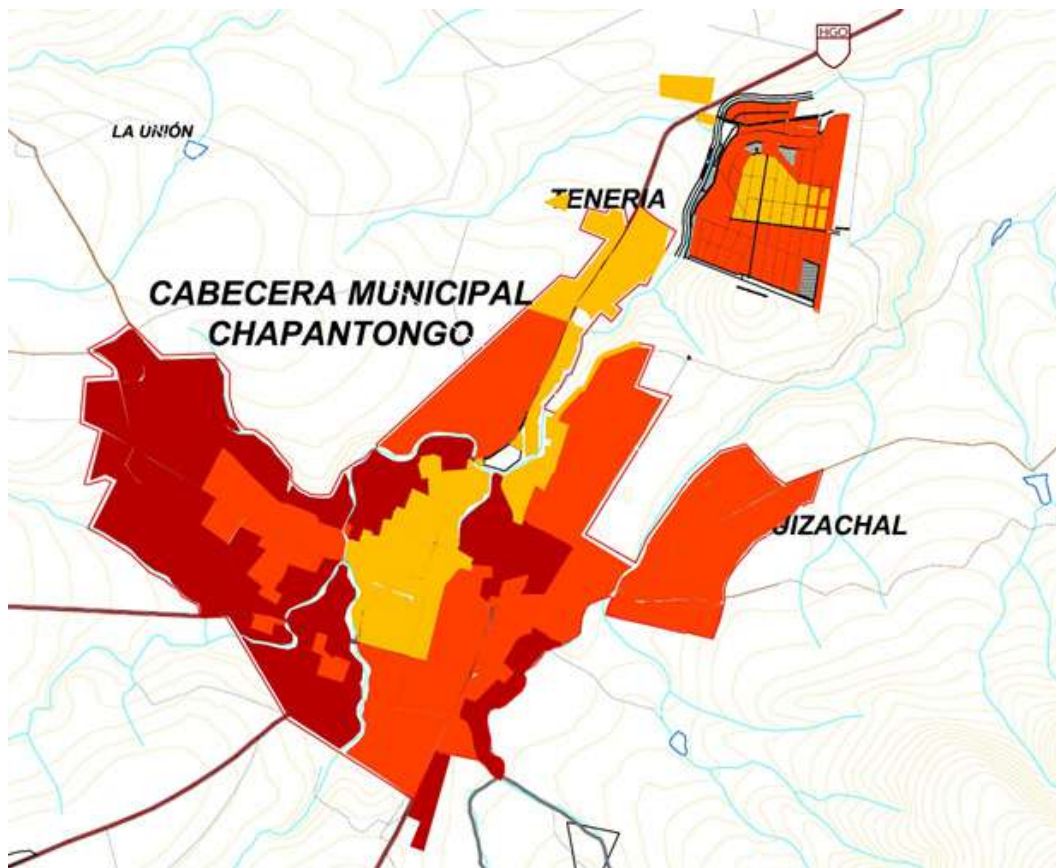 HGO
LA UNIÓN
TENERIA
CABECERA MUNICIPAL
CHAPANTONGO
UIZACHAL